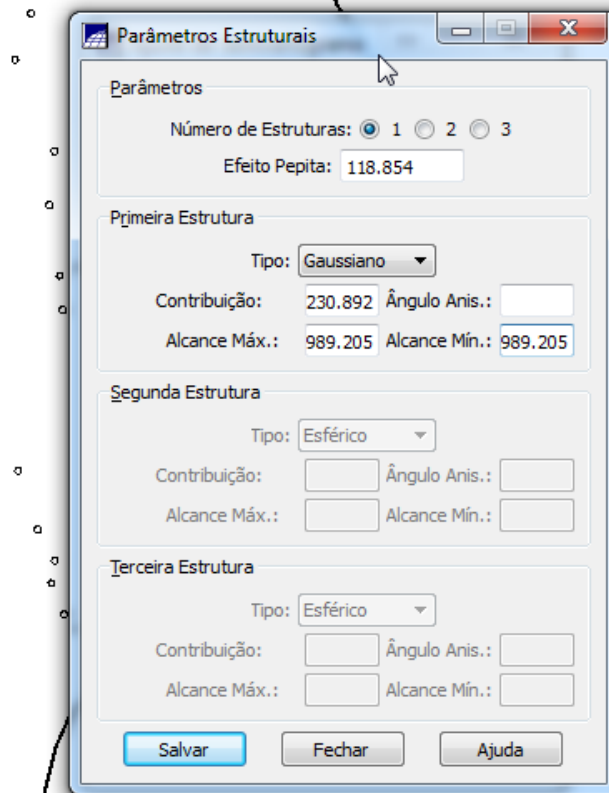 Parâmetros Estruturais
Parâmetros
Número de Estruturas: 1 2 3
Efeito Pepita: 118.854
Primeira Estrutura
Tipo: Gaussiano
Contribuição: 230.892 Ângulo Anis.:
Alcance Máx.: 989.205 Alcance Mín.: 989.205
Segunda Estrutura
Tipo: Esférico
Contribuição: Ângulo Anis.:
Alcance Máx.: Alcance Mín.:
Terceira Estrutura
Tipo: Esférico
Contribuição: Ângulo Anis.:
Alcance Máx.: Alcance Mín.:
Salvar Fechar Ajuda